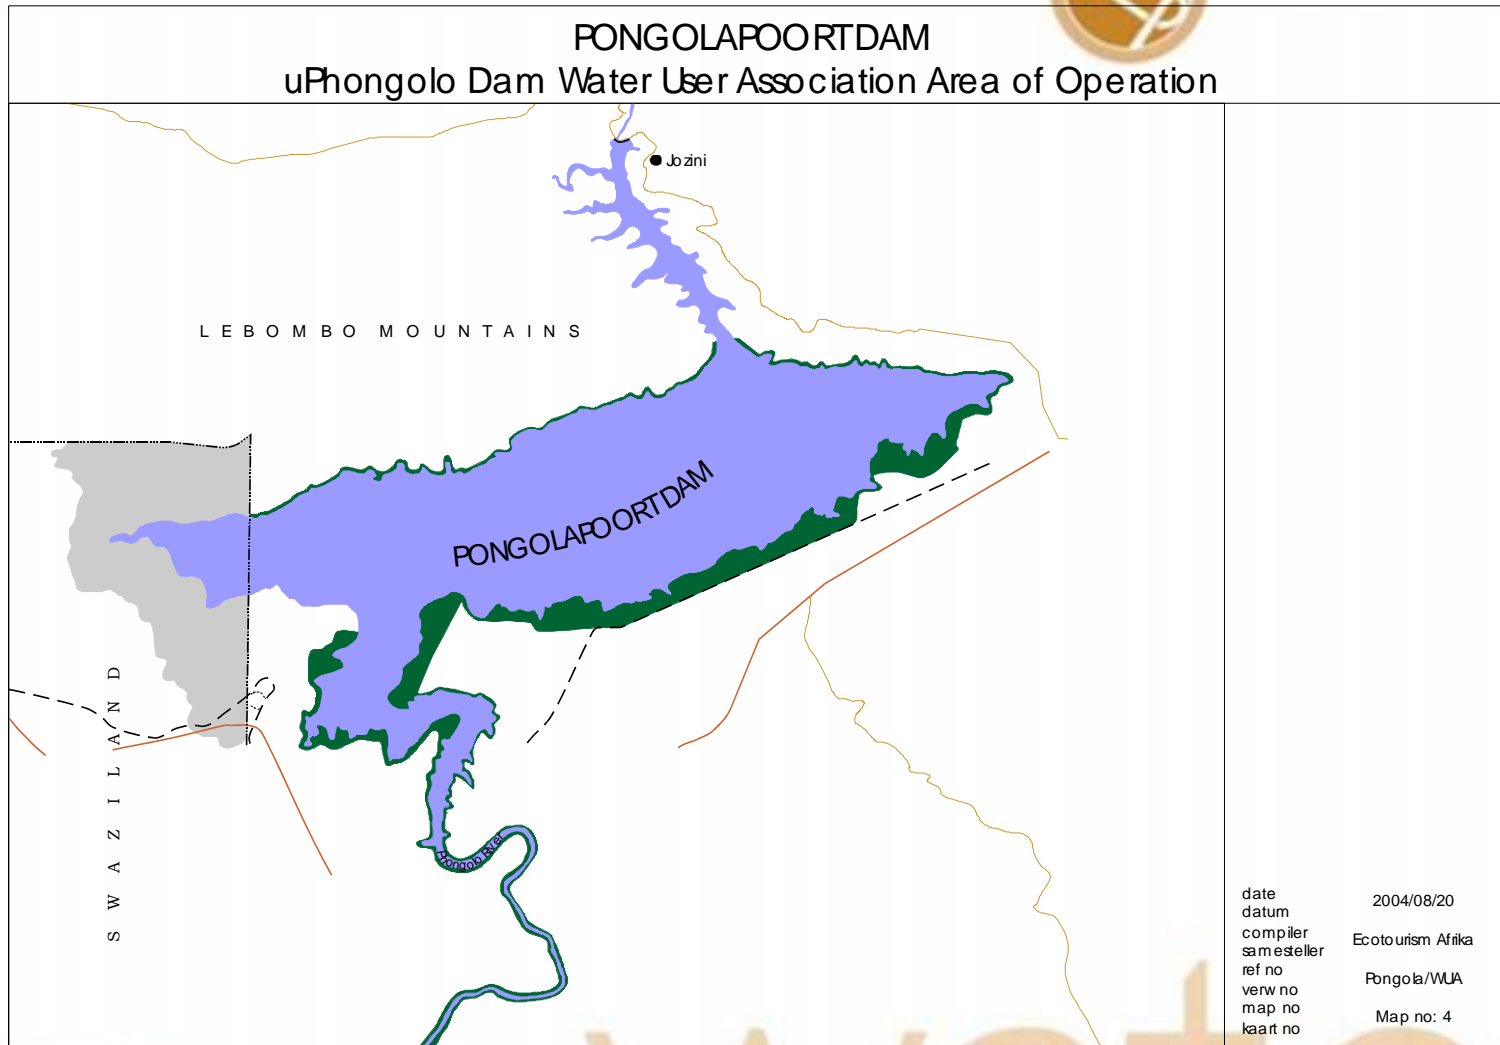 PONGOLAPOORTDAM
uPhongolo Dam Water User Association Area of Operation
Jozini
LEBOMBO MOUNTAINS
PONGOLAPOORTDAM
SWAZILAND
Phongolo River
date
datum
2004/08/20
compiler
samesteller
Ecotourism Afrika
ref no
verw no
Pongola/WUA
map no
kaart no
Map no: 4